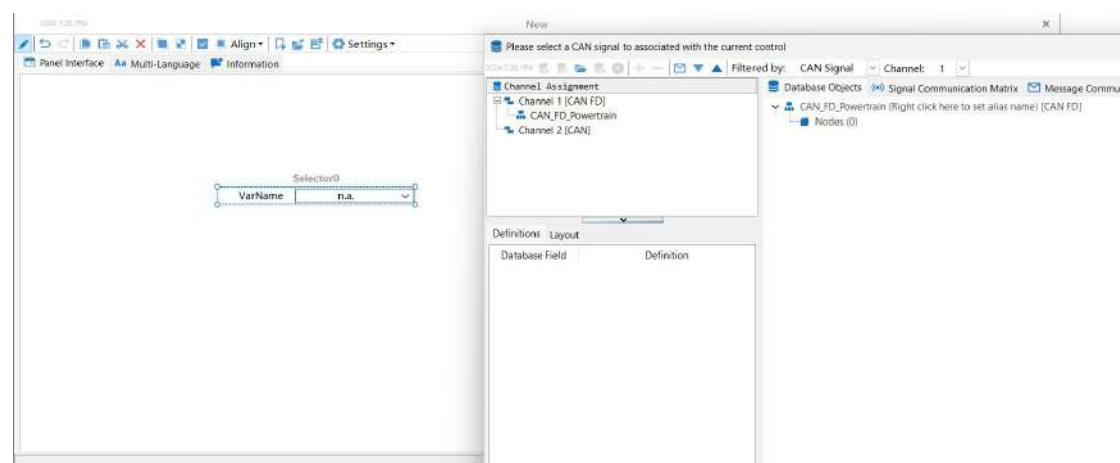 New
Align
Settings
Panel Interface
Multi-Language
Information
Selector0
VarName
n.a.
Please select a CAN signal to associated with the current control
Filtered by: CAN Signal Channel: 1
Channel Assignment
Channel 1 [CAN FD]
CAN_FD_Powertrain
Channel 2 [CAN]
Definitions Layout
Database Field Definition
Database Objects Signal Communication Matrix Message Commu
CAN_FD_Powertrain (Right click here to set alias name) [CAN FD]
Nodes (0)